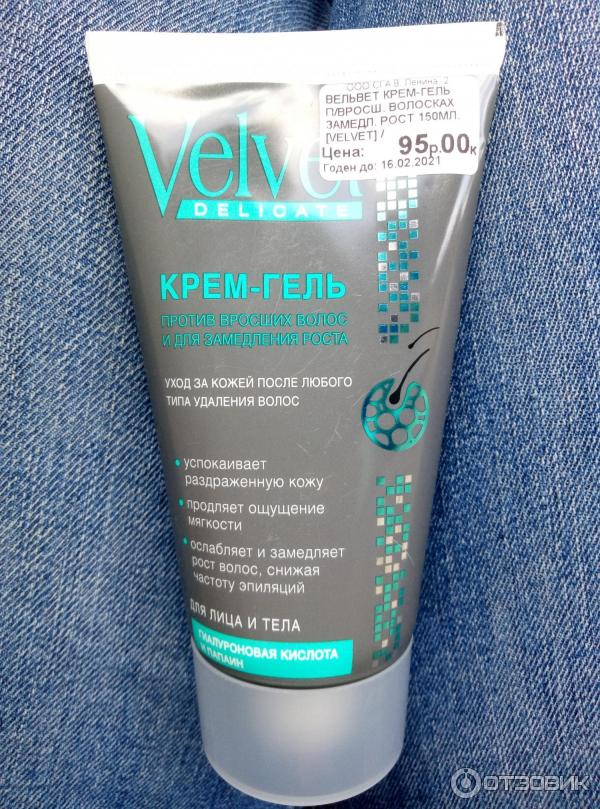 ООО СГА В. Ленина, 2
ВЕЛЬВЕТ КРЕМ-ГЕЛЬ
П/ВРОСШ. ВОЛОСКАХ
ЗАМЕДЛ. РОСТ 150МЛ.
[VELVET] /
Цена: 95р.00к
Годен до: 16.02.2021
Velvet
DELICATE
КРЕМ-ГЕЛЬ
ПРОТИВ ВРОСШИХ ВОЛОС
И ДЛЯ ЗАМЕДЛЕНИЯ РОСТА
УХОД ЗА КОЖЕЙ ПОСЛЕ ЛЮБОГО
ТИПА УДАЛЕНИЯ ВОЛОС
• успокаивает
раздраженную кожу
• продляет ощущение
мягкости
• ослабляет и замедляет
рост волос, снижая
частоту эпиляций
ДЛЯ ЛИЦА И ТЕЛА
ГИАЛУРОНОВАЯ КИСЛОТА
И ПАПАИН
ОТЗОВИК